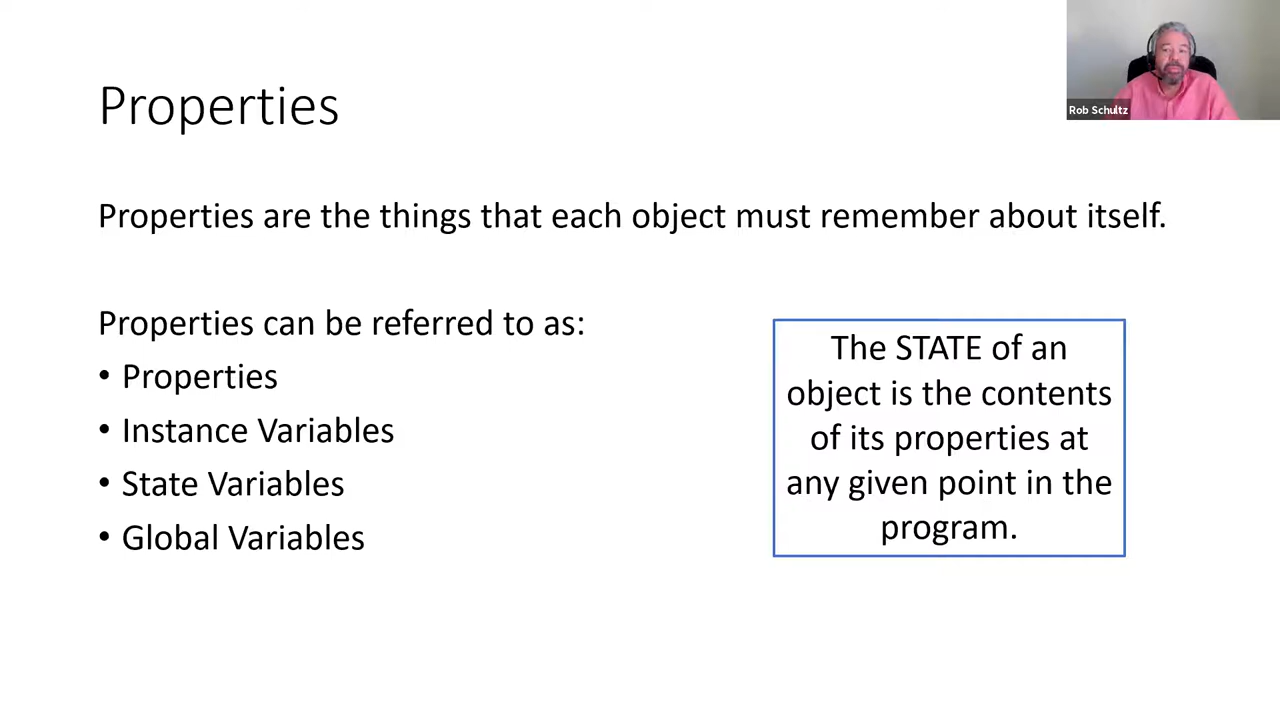 Properties
Rob Schultz
Properties are the things that each object must remember about itself.
Properties can be referred to as:
• Properties
• Instance Variables
• State Variables
• Global Variables
The STATE of an
object is the contents
of its properties at
any given point in the
program.